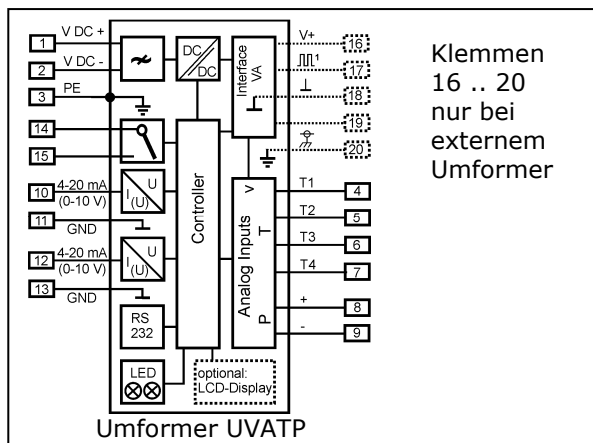 1 V DC +
2 V DC -
3 PE
14
15
10 4-20 mA
(0-10 V)
11 GND
12 4-20 mA
(0-10 V)
13 GND
DC
DC
I (U) U
I (U) U
RS
232
LED
Controller
optional:
LCD-Display
Interface
VA
Analog Inputs
v
T
P
V+ 16
1 17
18
19
20
T1 4
T2 5
T3 6
T4 7
+ 8
- 9
Klemmen
16 .. 20
nur bei
externem
Umformer
Umformer UVATP